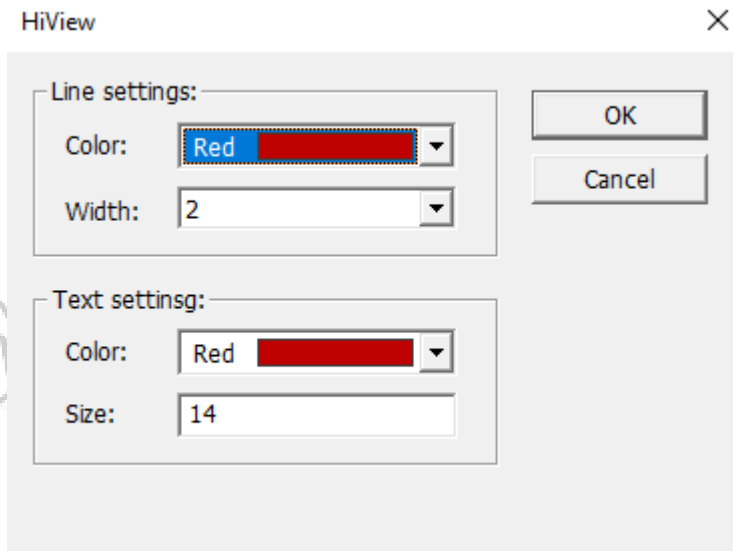 HiView
Line settings:
Color: Red
Width: 2
OK
Cancel
Text settinsg:
Color: Red
Size: 14